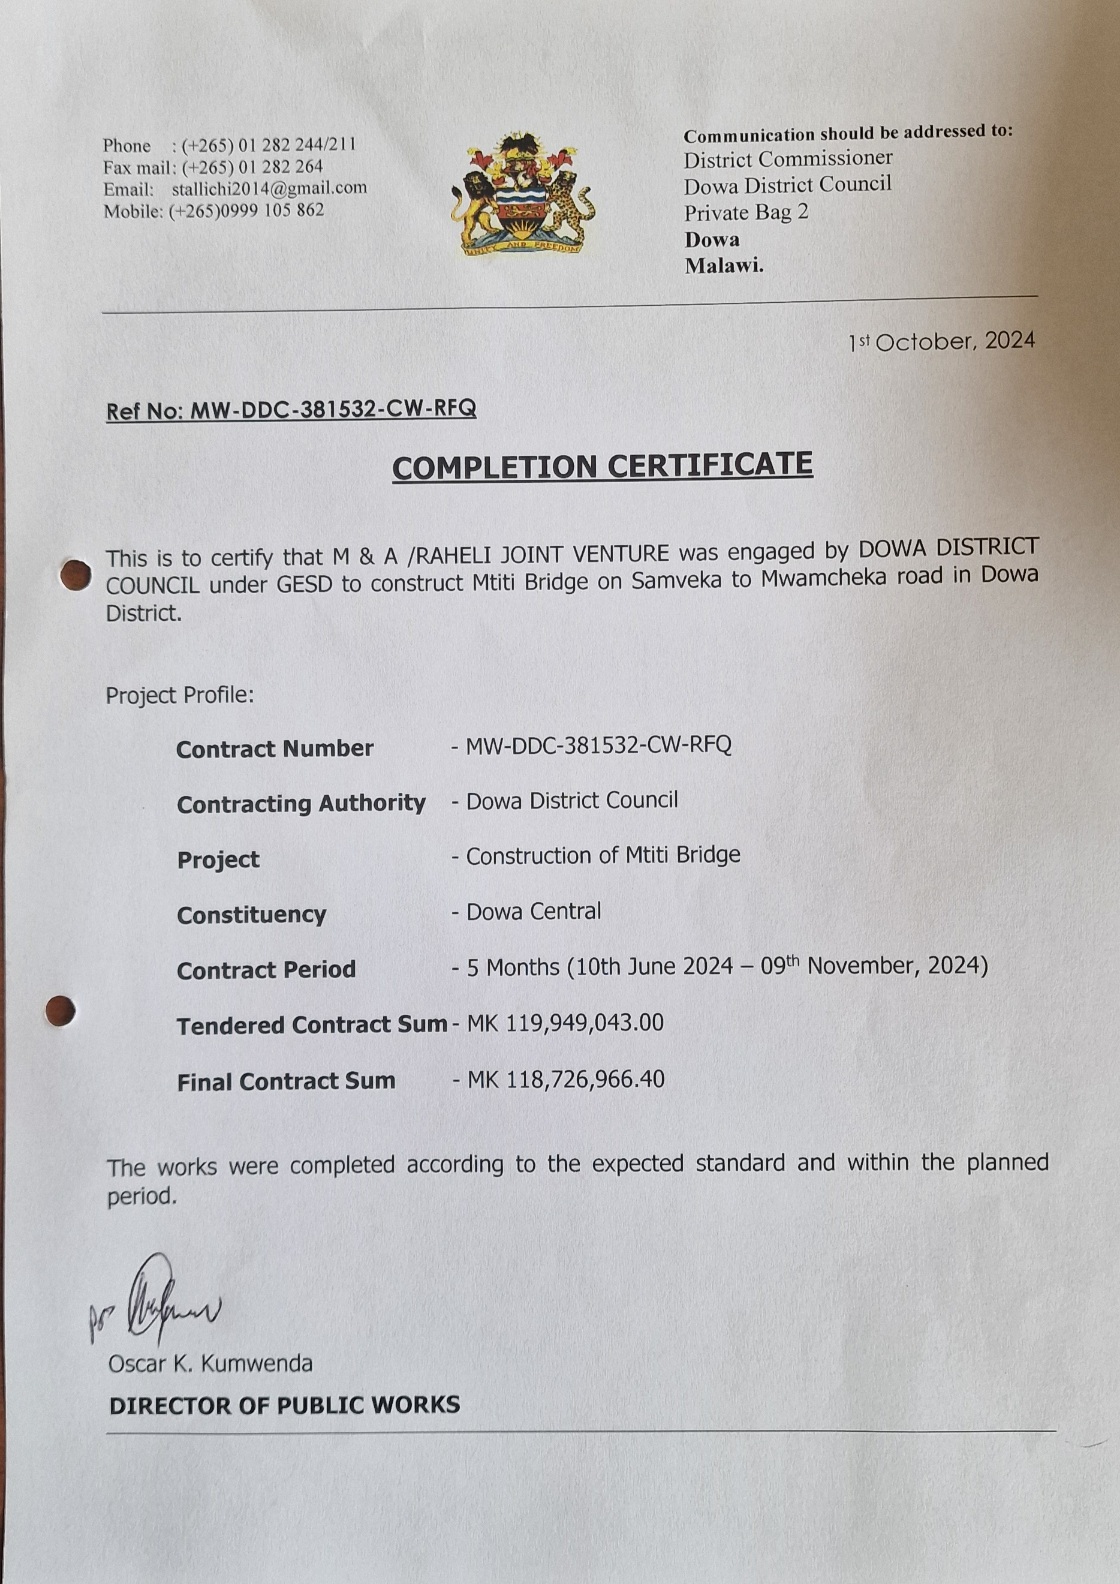 Phone : (+265) 01 282 244/211
Fax mail: (+265) 01 282 264
Email: stallichi2014@gmail.com
Mobile: (+265)0999 105 862
UNITY AND FREEDOM
Communication should be addressed to:
District Commissioner
Dowa District Council
Private Bag 2
Dowa
Malawi.
1st October, 2024
Ref No: MW-DDC-381532-CW-RFQ
COMPLETION CERTIFICATE
This is to certify that M & A /RAHELI JOINT VENTURE was engaged by DOWA DISTRICT
COUNCIL under GESD to construct Mtiti Bridge on Samveka to Mwamcheka road in Dowa
District.
Project Profile:
Contract Number - MW-DDC-381532-CW-RFQ
Contracting Authority - Dowa District Council
Project - Construction of Mtiti Bridge
Constituency - Dowa Central
Contract Period - 5 Months (10th June 2024 – 09th November, 2024)
Tendered Contract Sum - MK 119,949,043.00
Final Contract Sum - MK 118,726,966.40
The works were completed according to the expected standard and within the planned
period.
Oscar K. Kumwenda
DIRECTOR OF PUBLIC WORKS